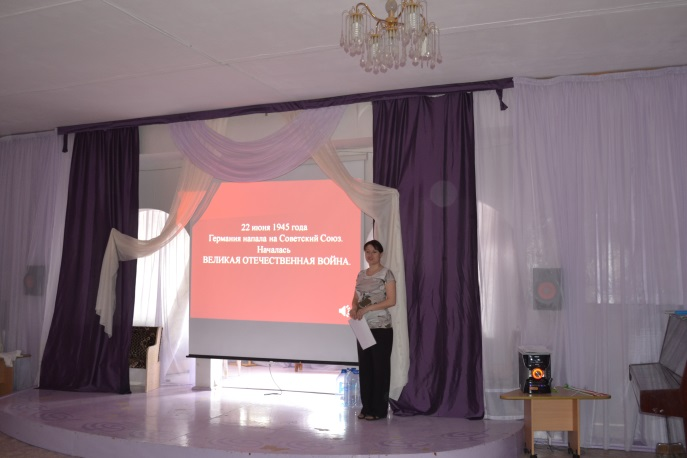 22 июня 1945 года
Германия напала на Советский Союз.
Началась
ВЕЛИКАЯ ОТЕЧЕСТВЕННАЯ ВОЙНА.